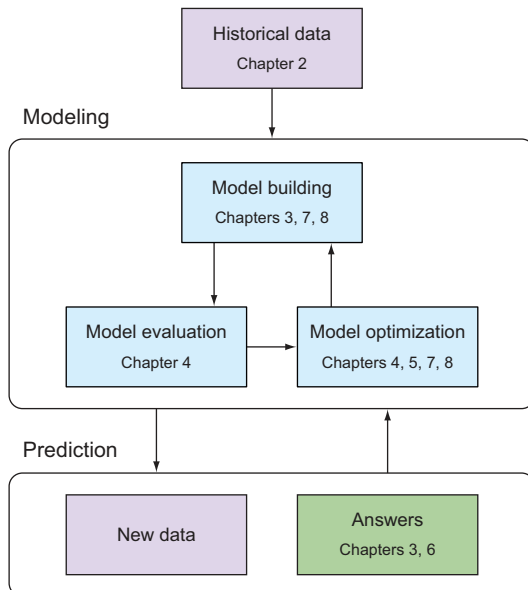 Historical data
Chapter 2
Modeling
Model building
Chapters 3, 7, 8
Model evaluation
Chapter 4
Model optimization
Chapters 4, 5, 7, 8
Prediction
New data
Answers
Chapters 3, 6